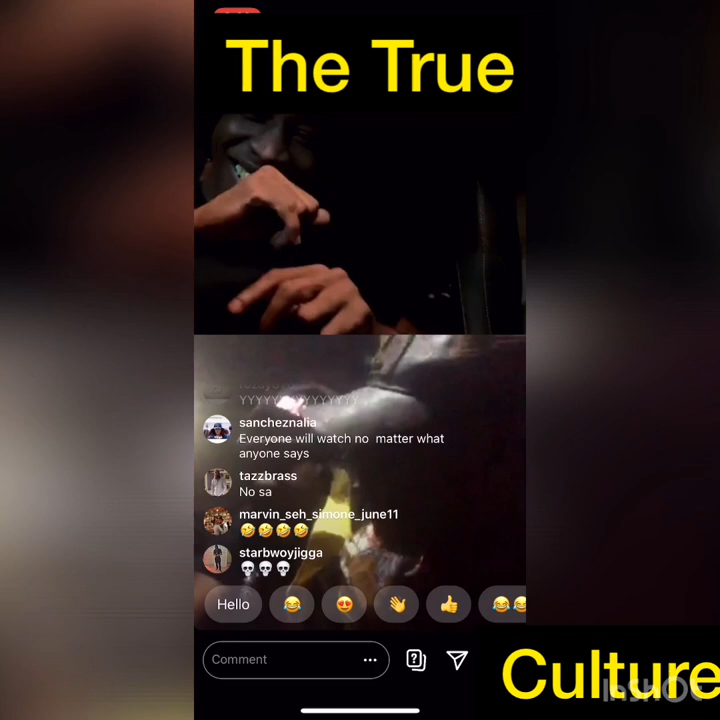 The True
sancheznalia
Everyone will watch no matter what
anyone says
tazzbrass
No sa
marvin_seh_simone_june11
🤣🤣🤣🤣
starbwoyjigga
💀💀💀
Hello
Comment
Culture
InShOt